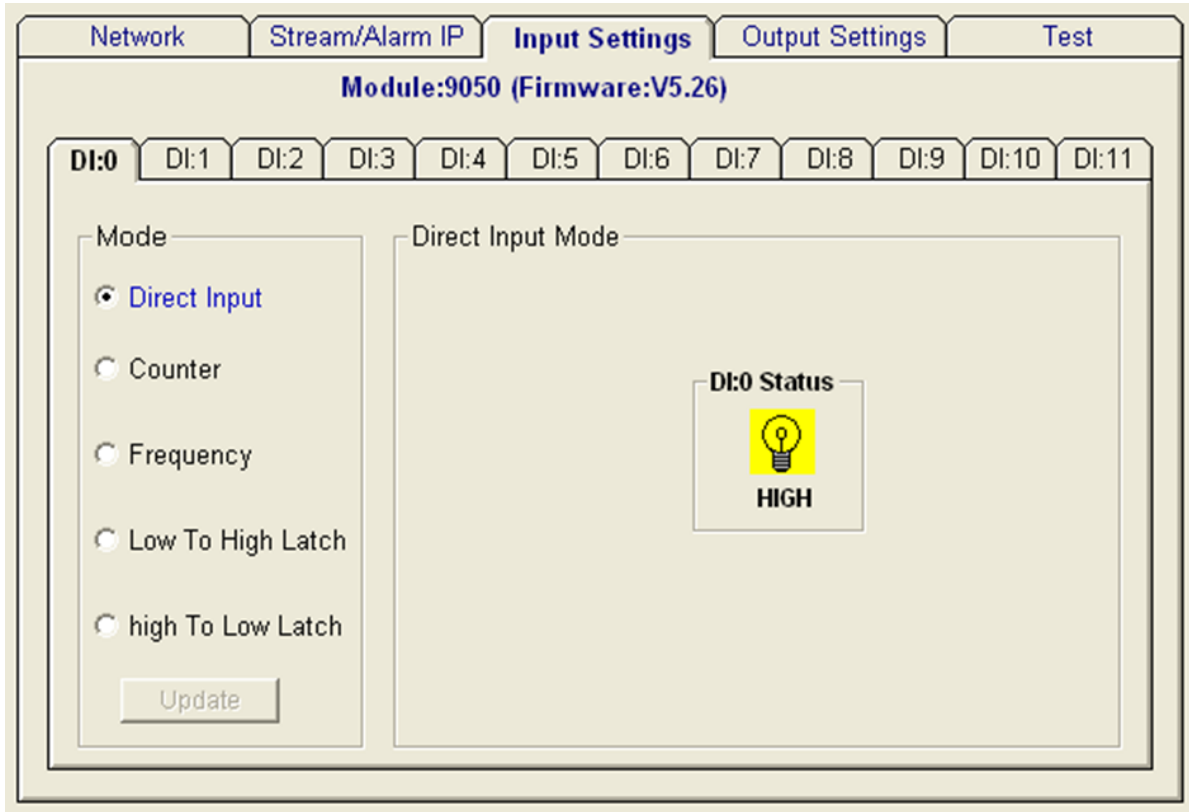 Network Stream/Alarm IP Input Settings Output Settings Test
Module:9050 (Firmware:V5.26)
DI:0 DI:1 DI:2 DI:3 DI:4 DI:5 DI:6 DI:7 DI:8 DI:9 DI:10 DI:11
Mode
Direct Input
Counter
Frequency
Low To High Latch
high To Low Latch
Update
Direct Input Mode
DI:0 Status
HIGH